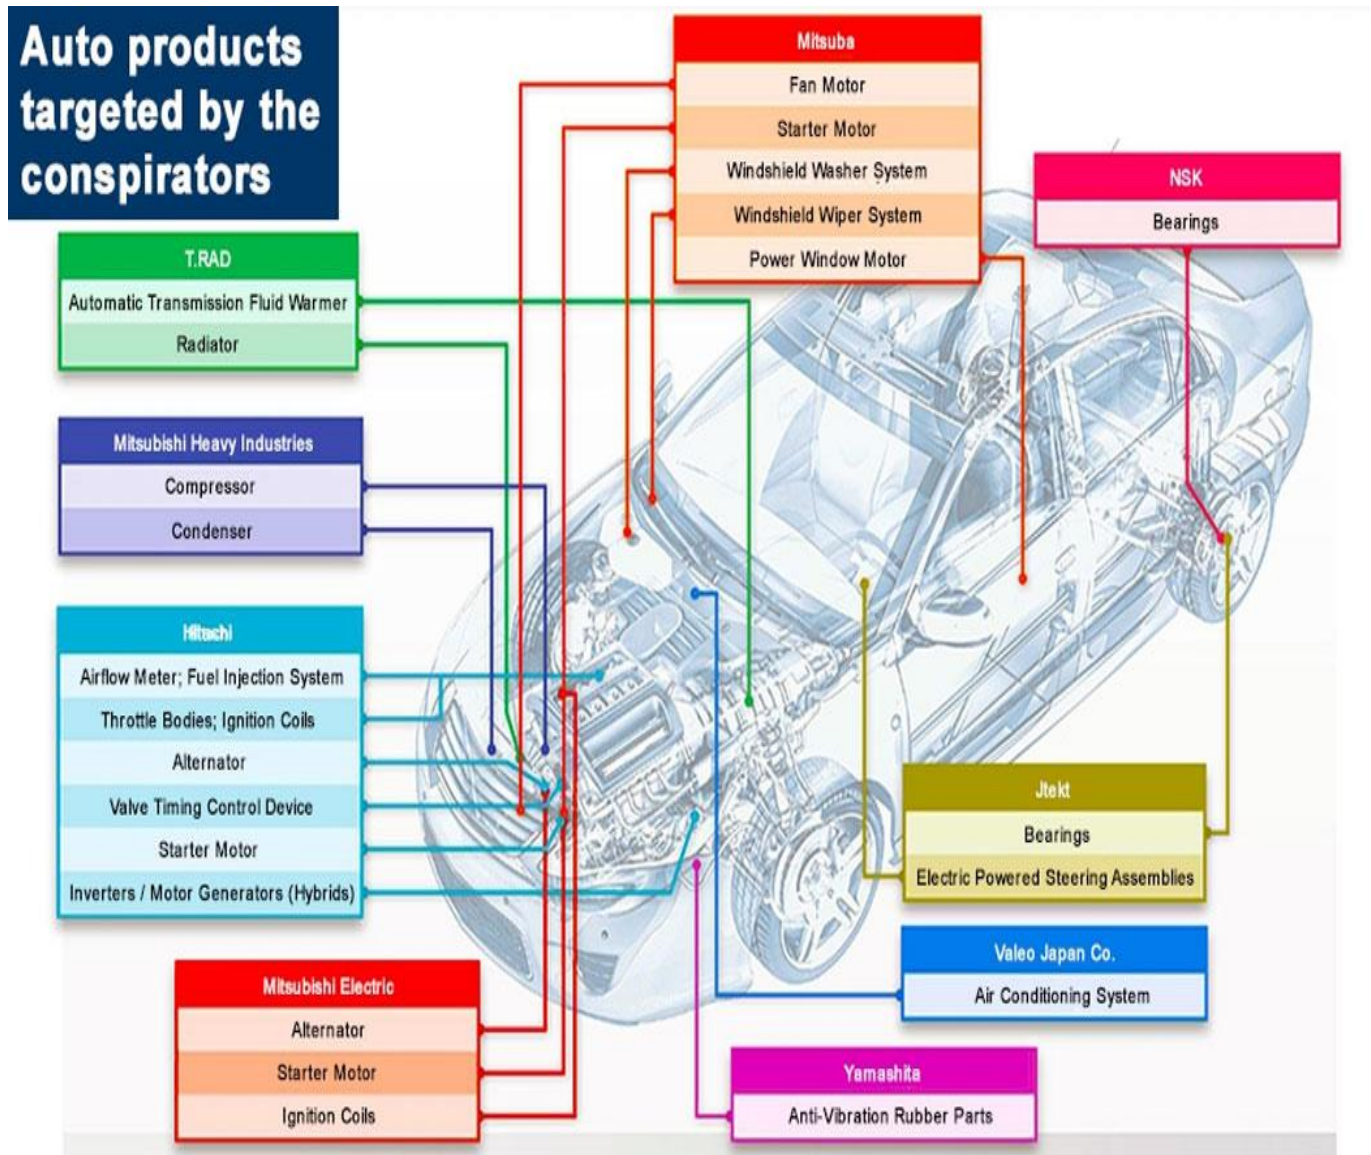 Auto products
targeted by the
conspirators
Mitsuba
Fan Motor
Starter Motor
Windshield Washer System
Windshield Wiper System
Power Window Motor
NSK
Bearings
T.RAD
Automatic Transmission Fluid Warmer
Radiator
Mitsubishi Heavy Industries
Compressor
Condenser
Hitachi
Airflow Meter; Fuel Injection System
Throttle Bodies; Ignition Coils
Alternator
Valve Timing Control Device
Starter Motor
Inverters / Motor Generators (Hybrids)
Jtekt
Bearings
Electric Powered Steering Assemblies
Valeo Japan Co.
Air Conditioning System
Mitsubishi Electric
Alternator
Starter Motor
Ignition Coils
Yamashita
Anti-Vibration Rubber Parts